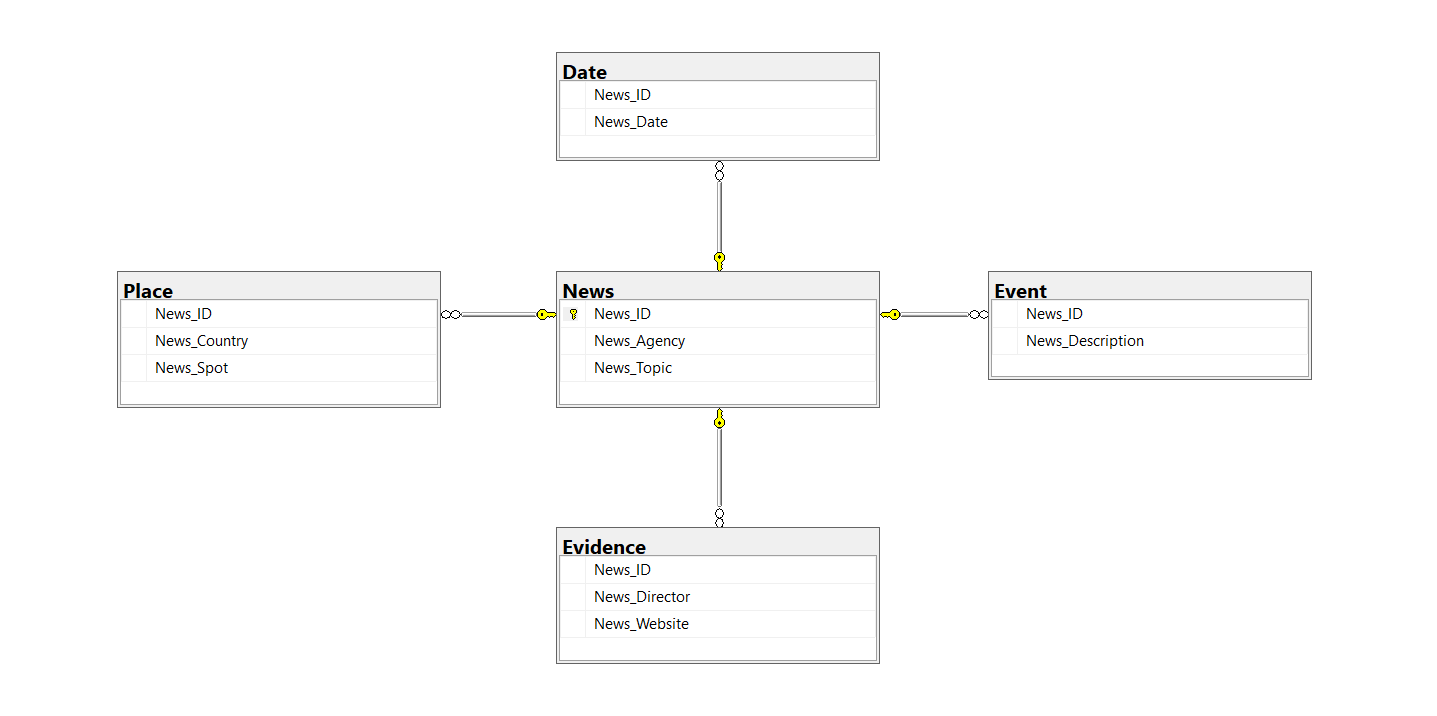 Date
News_ID
News_Date
Place
News_ID
News_Country
News_Spot
News
News_ID
News_Agency
News_Topic
Event
News_ID
News_Description
Evidence
News_ID
News_Director
News_Website